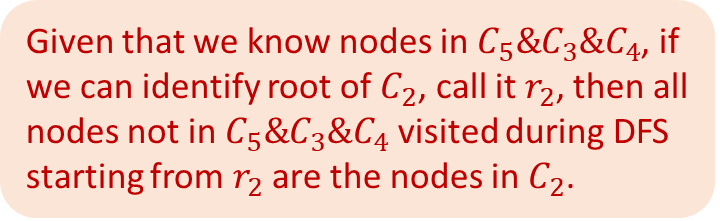 Given that we know nodes in C₅&C₃&C₄, if
we can identify root of C₂, call it r₂, then all
nodes not in C₅&C₃&C₄ visited during DFS
starting from r₂ are the nodes in C₂.